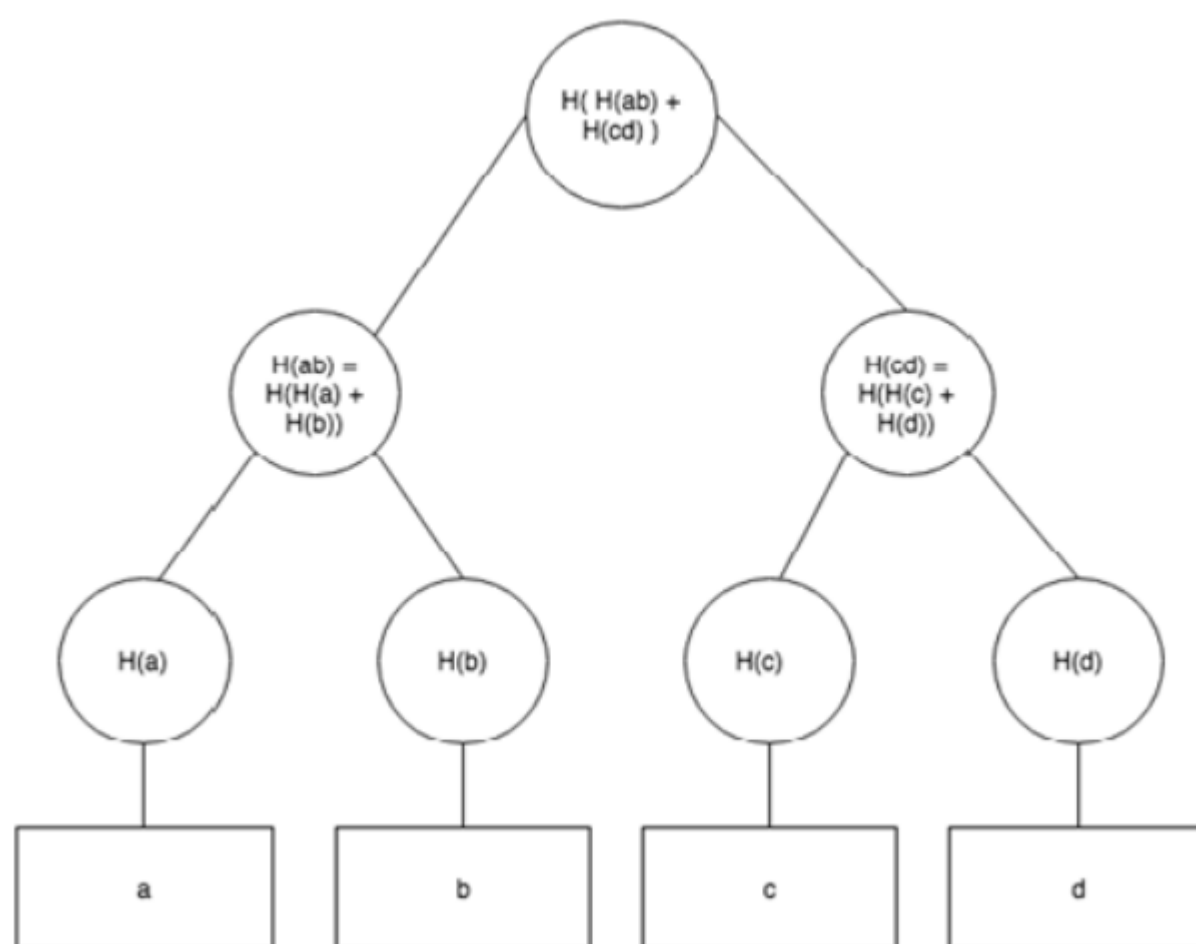 H( H(ab) +
H(cd) )
H(ab) =
H(H(a) +
H(b))
H(cd) =
H(H(c) +
H(d))
H(a)
H(b)
H(c)
H(d)
a
b
c
d